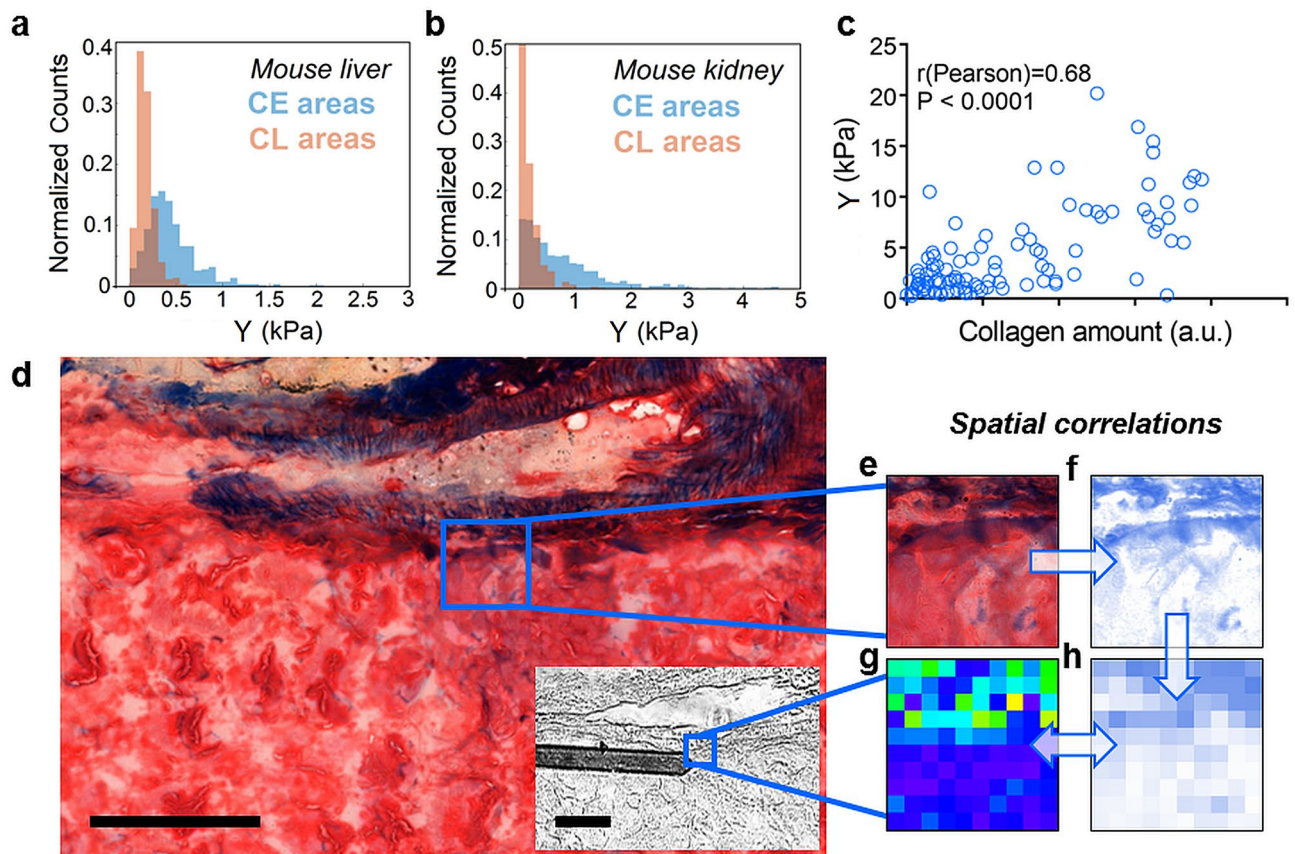 a
Normalized Counts
0.4
0.3
0.2
0.1
0
Mouse liver
CE areas
CL areas
0
0.5
1
1.5
2
2.5
3
Y (kPa)
b
Normalized Counts
0.5
0.4
0.3
0.2
0.1
0
Mouse kidney
CE areas
CL areas
0
1
2
3
4
5
Y (kPa)
c
Y (kPa)
25
20
15
10
5
0
r(Pearson)=0.68
P < 0.0001
Collagen amount (a.u.)
d
Spatial correlations
e
f
g
h